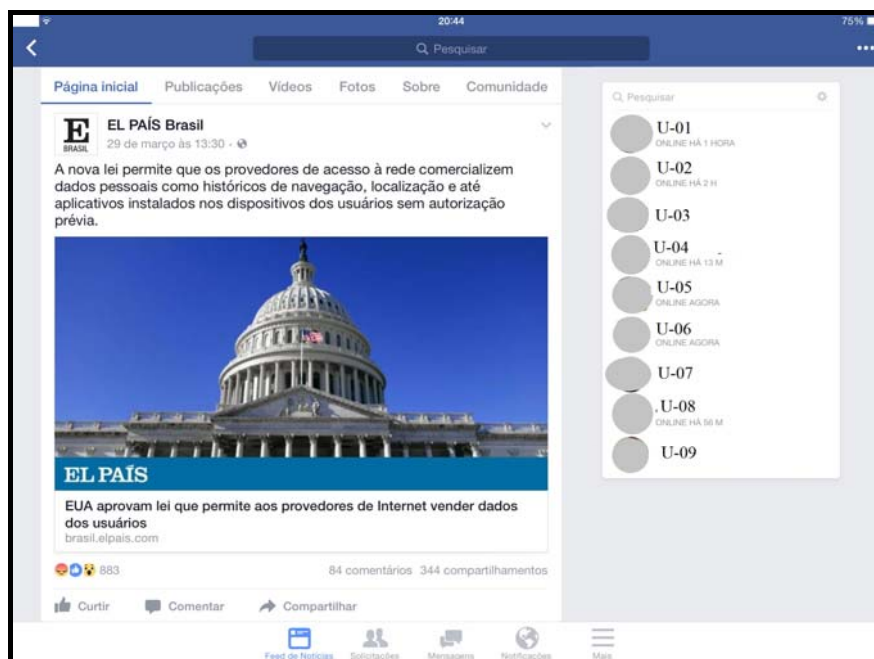 20:44
75%
Pesquisar
Página inicial Publicações Vídeos Fotos Sobre Comunidade
E
BRASIL
EL PAÍS Brasil
29 de março às 13:30 ·
A nova lei permite que os provedores de acesso à rede comercializem
dados pessoais como históricos de navegação, localização e até
aplicativos instalados nos dispositivos dos usuários sem autorização
prévia.
EL PAÍS
EUA aprovam lei que permite aos provedores de Internet vender dados
dos usuários
brasil.elpais.com
883
84 comentários 344 compartilhamentos
Curtir Comentar Compartilhar
Pesquisar
U-01
ONLINE HÁ 1 HORA
U-02
ONLINE HÁ 2 H
U-03
U-04
ONLINE HÁ 13 M
U-05
ONLINE AGORA
U-06
ONLINE AGORA
U-07
U-08
ONLINE HÁ 56 M
U-09
Feed de Notícias Solicitações Mensagens Notificações Mais